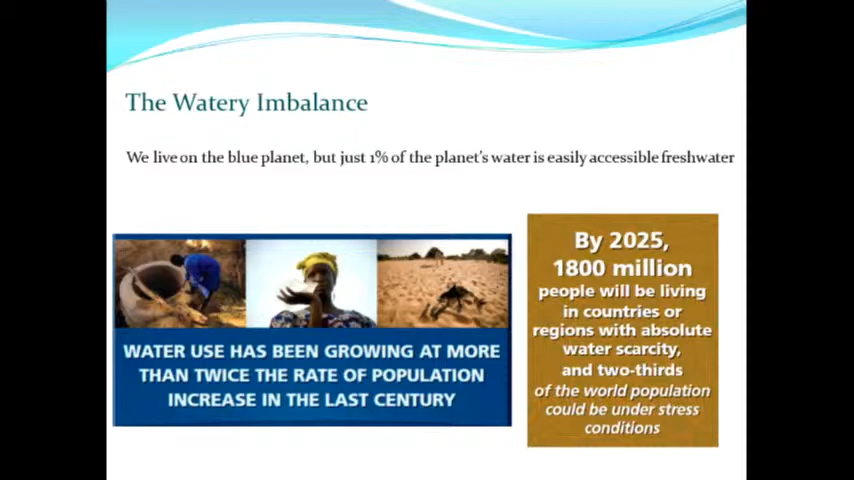 The Watery Imbalance
We live on the blue planet, but just 1% of the planet's water is easily accessible freshwater
WATER USE HAS BEEN GROWING AT MORE
THAN TWICE THE RATE OF POPULATION
INCREASE IN THE LAST CENTURY
By 2025,
1800 million
people will be living
in countries or
regions with absolute
water scarcity,
and two-thirds
of the world population
could be under stress
conditions